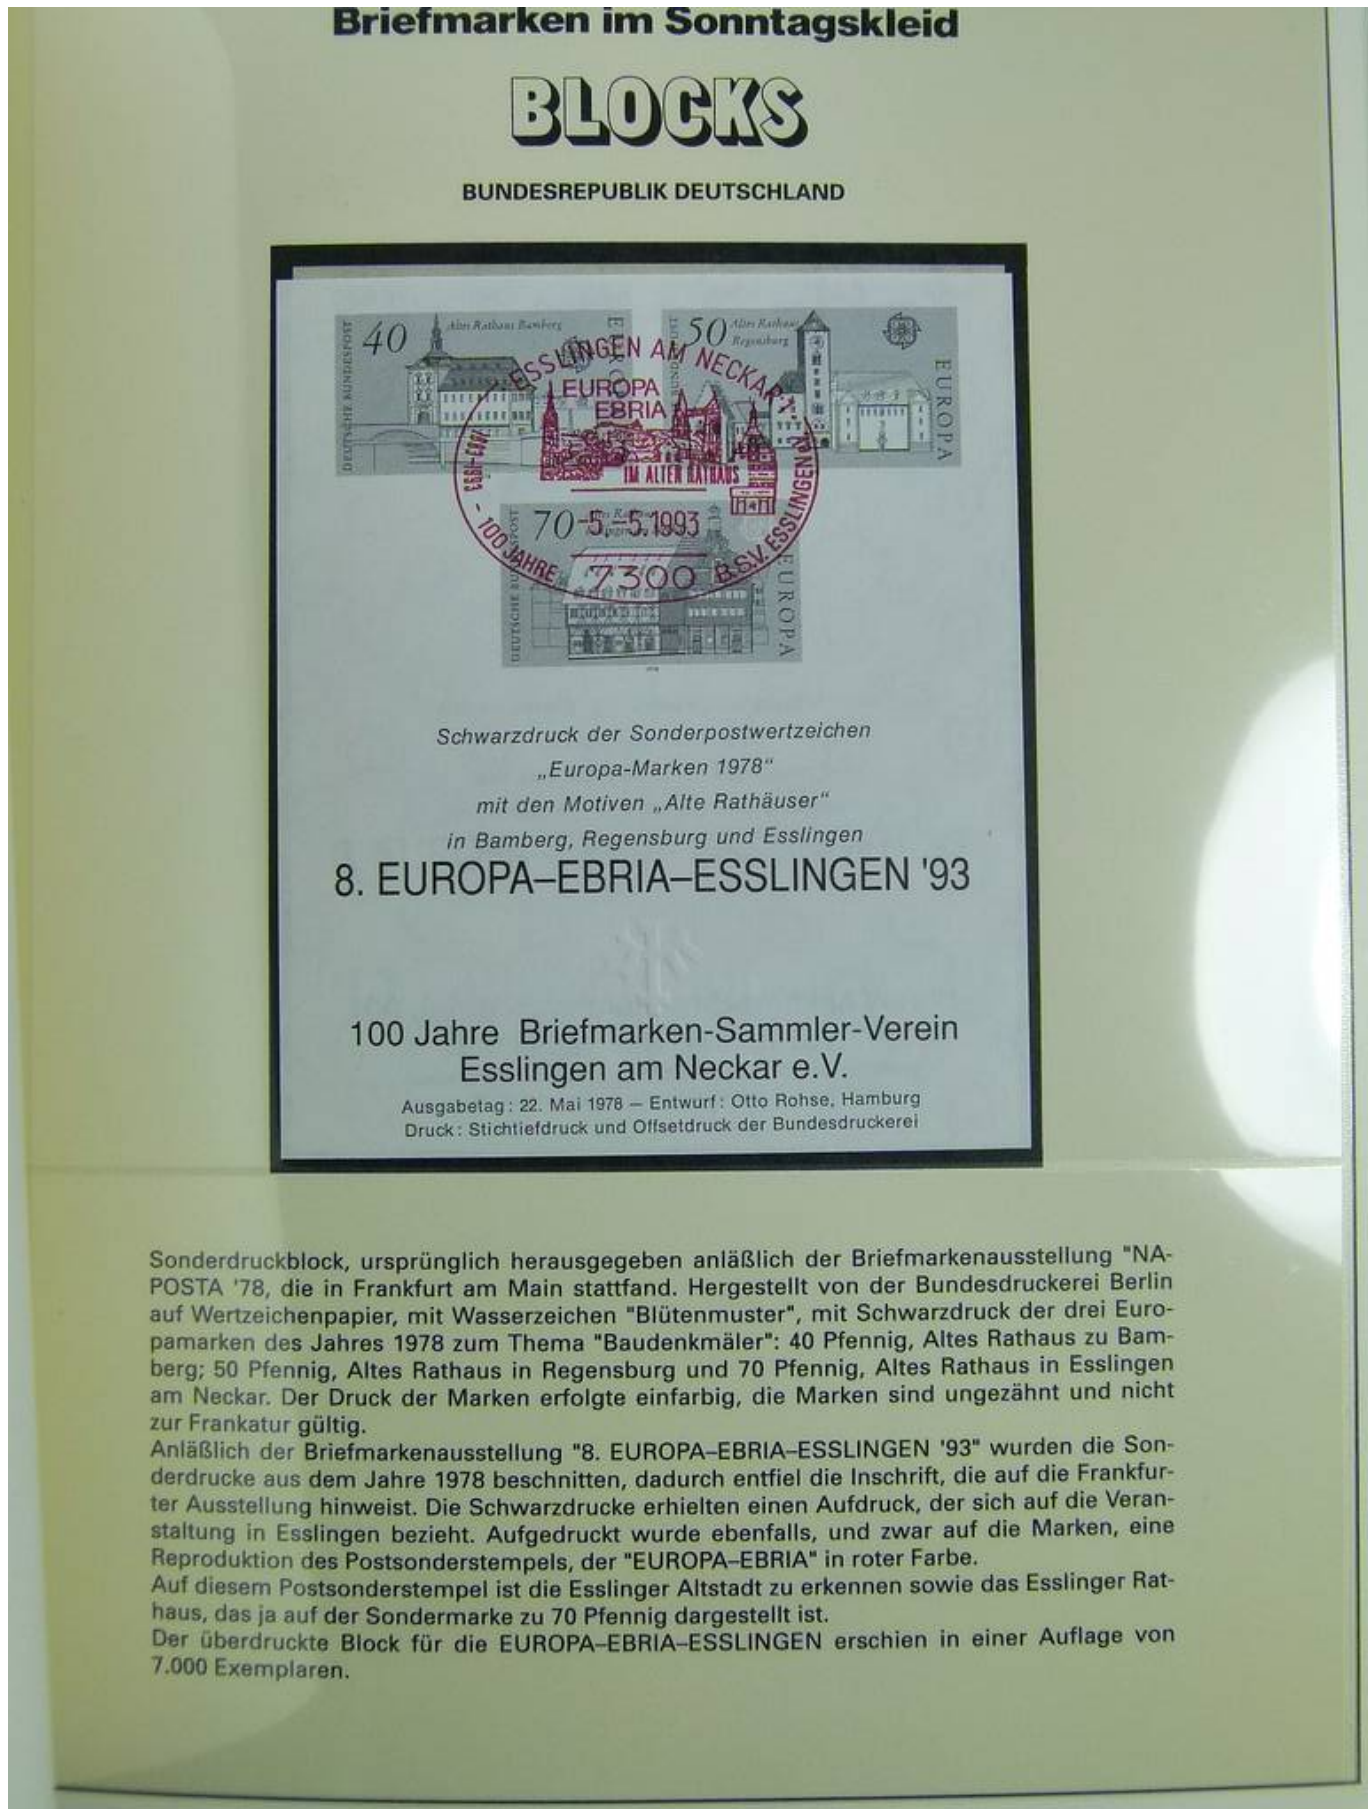 Briefmarken im Sonntagskleid
BLOCKS
BUNDESREPUBLIK DEUTSCHLAND
DEUTSCHE BUNDESPOST
40
Altes Rathaus Bamberg
50
Altes Rathaus
Regensburg
EUROPA
ESSLINGEN AM NECKAR
EUROPA
EBRIA
IM ALTEN RATHAUS
1893-1993
- 100 JAHRE
B.S.V. ESSLINGEN/N.
DEUTSCHE BUNDESPOST
70
-5.-5.1993
7300
EUROPA
Schwarzdruck der Sonderpostwertzeichen
„Europa-Marken 1978“
mit den Motiven „Alte Rathäuser“
in Bamberg, Regensburg und Esslingen
8. EUROPA–EBRIA–ESSLINGEN '93
100 Jahre Briefmarken-Sammler-Verein
Esslingen am Neckar e.V.
Ausgabetag: 22. Mai 1978 — Entwurf: Otto Rohse, Hamburg
Druck: Stichtiefdruck und Offsetdruck der Bundesdruckerei
Sonderdruckblock, ursprünglich herausgegeben anläßlich der Briefmarkenausstellung "NA-
POSTA '78, die in Frankfurt am Main stattfand. Hergestellt von der Bundesdruckerei Berlin
auf Wertzeichenpapier, mit Wasserzeichen "Blütenmuster", mit Schwarzdruck der drei Euro-
pamarken des Jahres 1978 zum Thema "Baudenkmäler": 40 Pfennig, Altes Rathaus zu Bam-
berg; 50 Pfennig, Altes Rathaus in Regensburg und 70 Pfennig, Altes Rathaus in Esslingen
am Neckar. Der Druck der Marken erfolgte einfarbig, die Marken sind ungezähnt und nicht
zur Frankatur gültig.
Anläßlich der Briefmarkenausstellung "8. EUROPA–EBRIA–ESSLINGEN '93" wurden die Son-
derdrucke aus dem Jahre 1978 beschnitten, dadurch entfiel die Inschrift, die auf die Frankfur-
ter Ausstellung hinweist. Die Schwarzdrucke erhielten einen Aufdruck, der sich auf die Veran-
staltung in Esslingen bezieht. Aufgedruckt wurde ebenfalls, und zwar auf die Marken, eine
Reproduktion des Postsonderstempels, der "EUROPA–EBRIA" in roter Farbe.
Auf diesem Postsonderstempel ist die Esslinger Altstadt zu erkennen sowie das Esslinger Rat-
haus, das ja auf der Sondermarke zu 70 Pfennig dargestellt ist.
Der überdruckte Block für die EUROPA–EBRIA–ESSLINGEN erschien in einer Auflage von
7.000 Exemplaren.